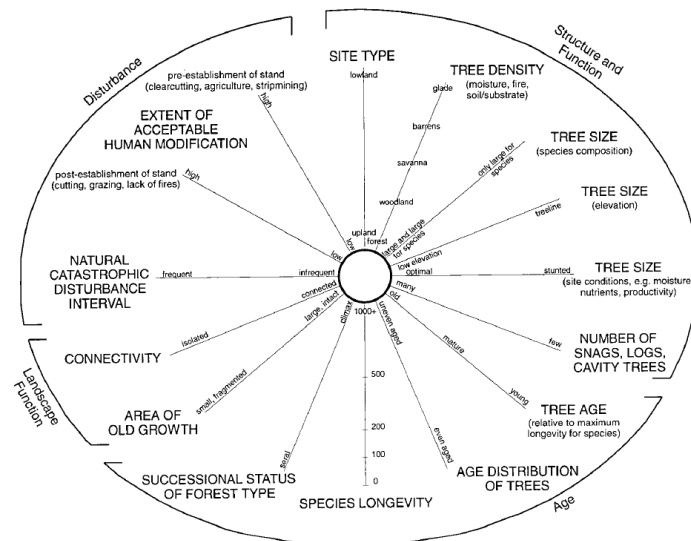 Disturbance
Structure and
Function
SITE TYPE
lowland
upland
TREE DENSITY
(moisture, fire,
soil/substrate)
glade
barrens
savanna
woodland
forest
TREE SIZE
(species composition)
only large for
species
large and large
for species
TREE SIZE
(elevation)
treeline
low elevation
TREE SIZE
(site conditions, e.g. moisture
nutrients, productivity)
stunted
optimal
NUMBER OF
SNAGS, LOGS,
CAVITY TREES
few
many
TREE AGE
(relative to maximum
longevity for species)
young
mature
old
AGE DISTRIBUTION
OF TREES
even aged
uneven aged
Age
SPECIES LONGEVITY
1000+
500
200
100
0
SUCCESSIONAL STATUS
OF FOREST TYPE
seral
climax
AREA OF
OLD GROWTH
small, fragmented
large, intact
CONNECTIVITY
isolated
connected
Landscape
Function
NATURAL
CATASTROPHIC
DISTURBANCE
INTERVAL
frequent
infrequent
post-establishment of stand
(cutting, grazing, lack of fires)
high
low
EXTENT OF
ACCEPTABLE
HUMAN MODIFICATION
pre-establishment of stand
(clearcutting, agriculture, stripmining)
high
low